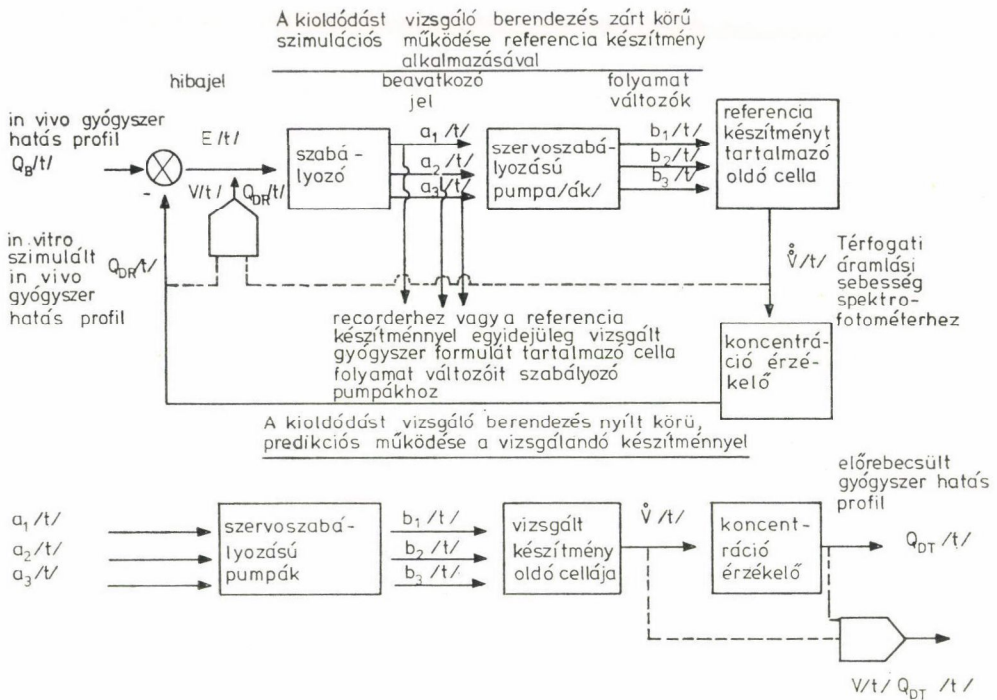 A kioldódást vizsgáló berendezés zárt körű
szimulációs működése referencia készítmény
alkalmazásával
hibajel
beavatkozó
jel
folyamat
változók
in vivo gyógyszer
hatás profil
Q_B/t/
E/t/
szabá-
lyozó
a_1/t/
a_2/t/
a_3/t/
szervoszabá-
lyozású
pumpa/ák/
b_1/t/
b_2/t/
b_3/t/
referencia
készítményt
tartalmazó
oldó cella
-
V/t/ Q_DR/t/
in vitro
szimulált
in vivo
gyógyszer
hatás profil
Q_DR/t/
V̊/t/
Térfogati
áramlási
sebesség
spektro-
fotométerhez
recorderhez vagy a referencia
készítménnyel egyidejüleg vizsgált
gyógyszer formulát tartalmazó cella
folyamat változóit szabályozó
pumpákhoz
koncentrá-
ció érzé-
kelő
A kioldódást vizsgáló berendezés nyílt körü,
predikciós működése a vizsgálandó készítménnyel
előrebecsült
gyógyszer hatás
profil
a_1/t/
a_2/t/
a_3/t/
szervoszabá-
lyozású
pumpák
b_1/t/
b_2/t/
b_3/t/
vizsgált
készítmény
oldó cellája
V̊/t/
koncent-
ráció
érzékelő
Q_DT/t/
V/t/ Q_DT/t/